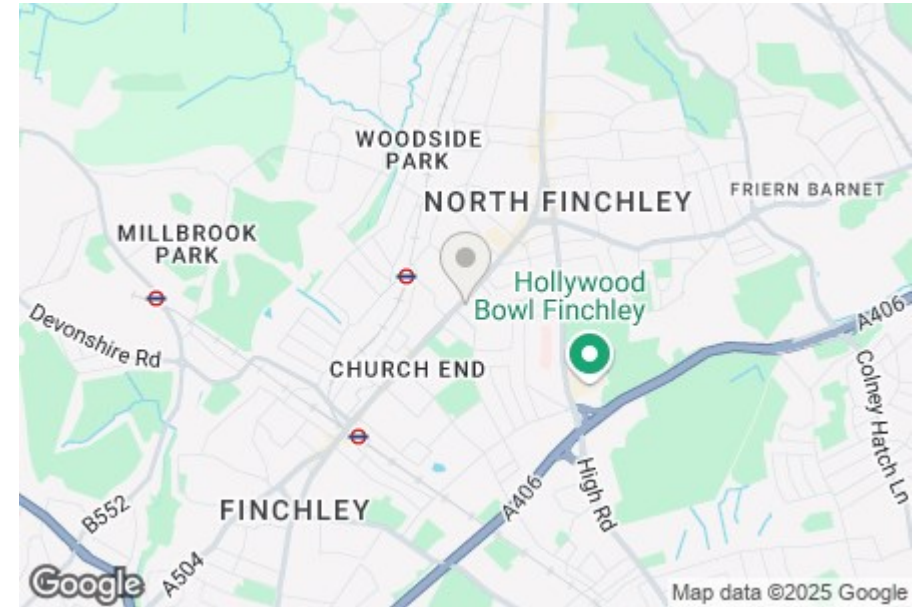 WOODSIDE
PARK
NORTH FINCHLEY
FRIERN BARNET
MILLBROOK
PARK
Hollywood
Bowl Finchley
A406
Devonshire Rd
CHURCH END
Colney Hatch Ln
High Rd
A406
FINCHLEY
B552
A504
Google
Map data ©2025 Google